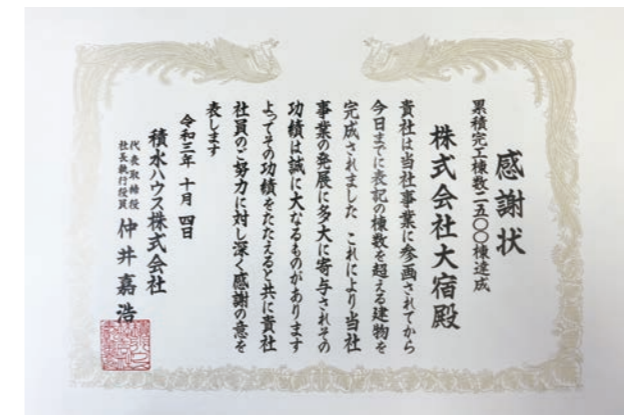 感謝状
累積完工棟数二五〇〇棟達成
株式会社大宿殿
貴社は当社事業に参画されてから
今日までに表記の棟数を超える建物を
完成されました これにより当社
事業の発展に多大に寄与されその
功績は誠に大なるものがあります
よってその功績をたたえると共に貴社
社員のご努力に対し深く感謝の意を
表します
令和三年 十月 四日
積水ハウス株式会社
代表取締役
社長執行役員 仲井嘉浩